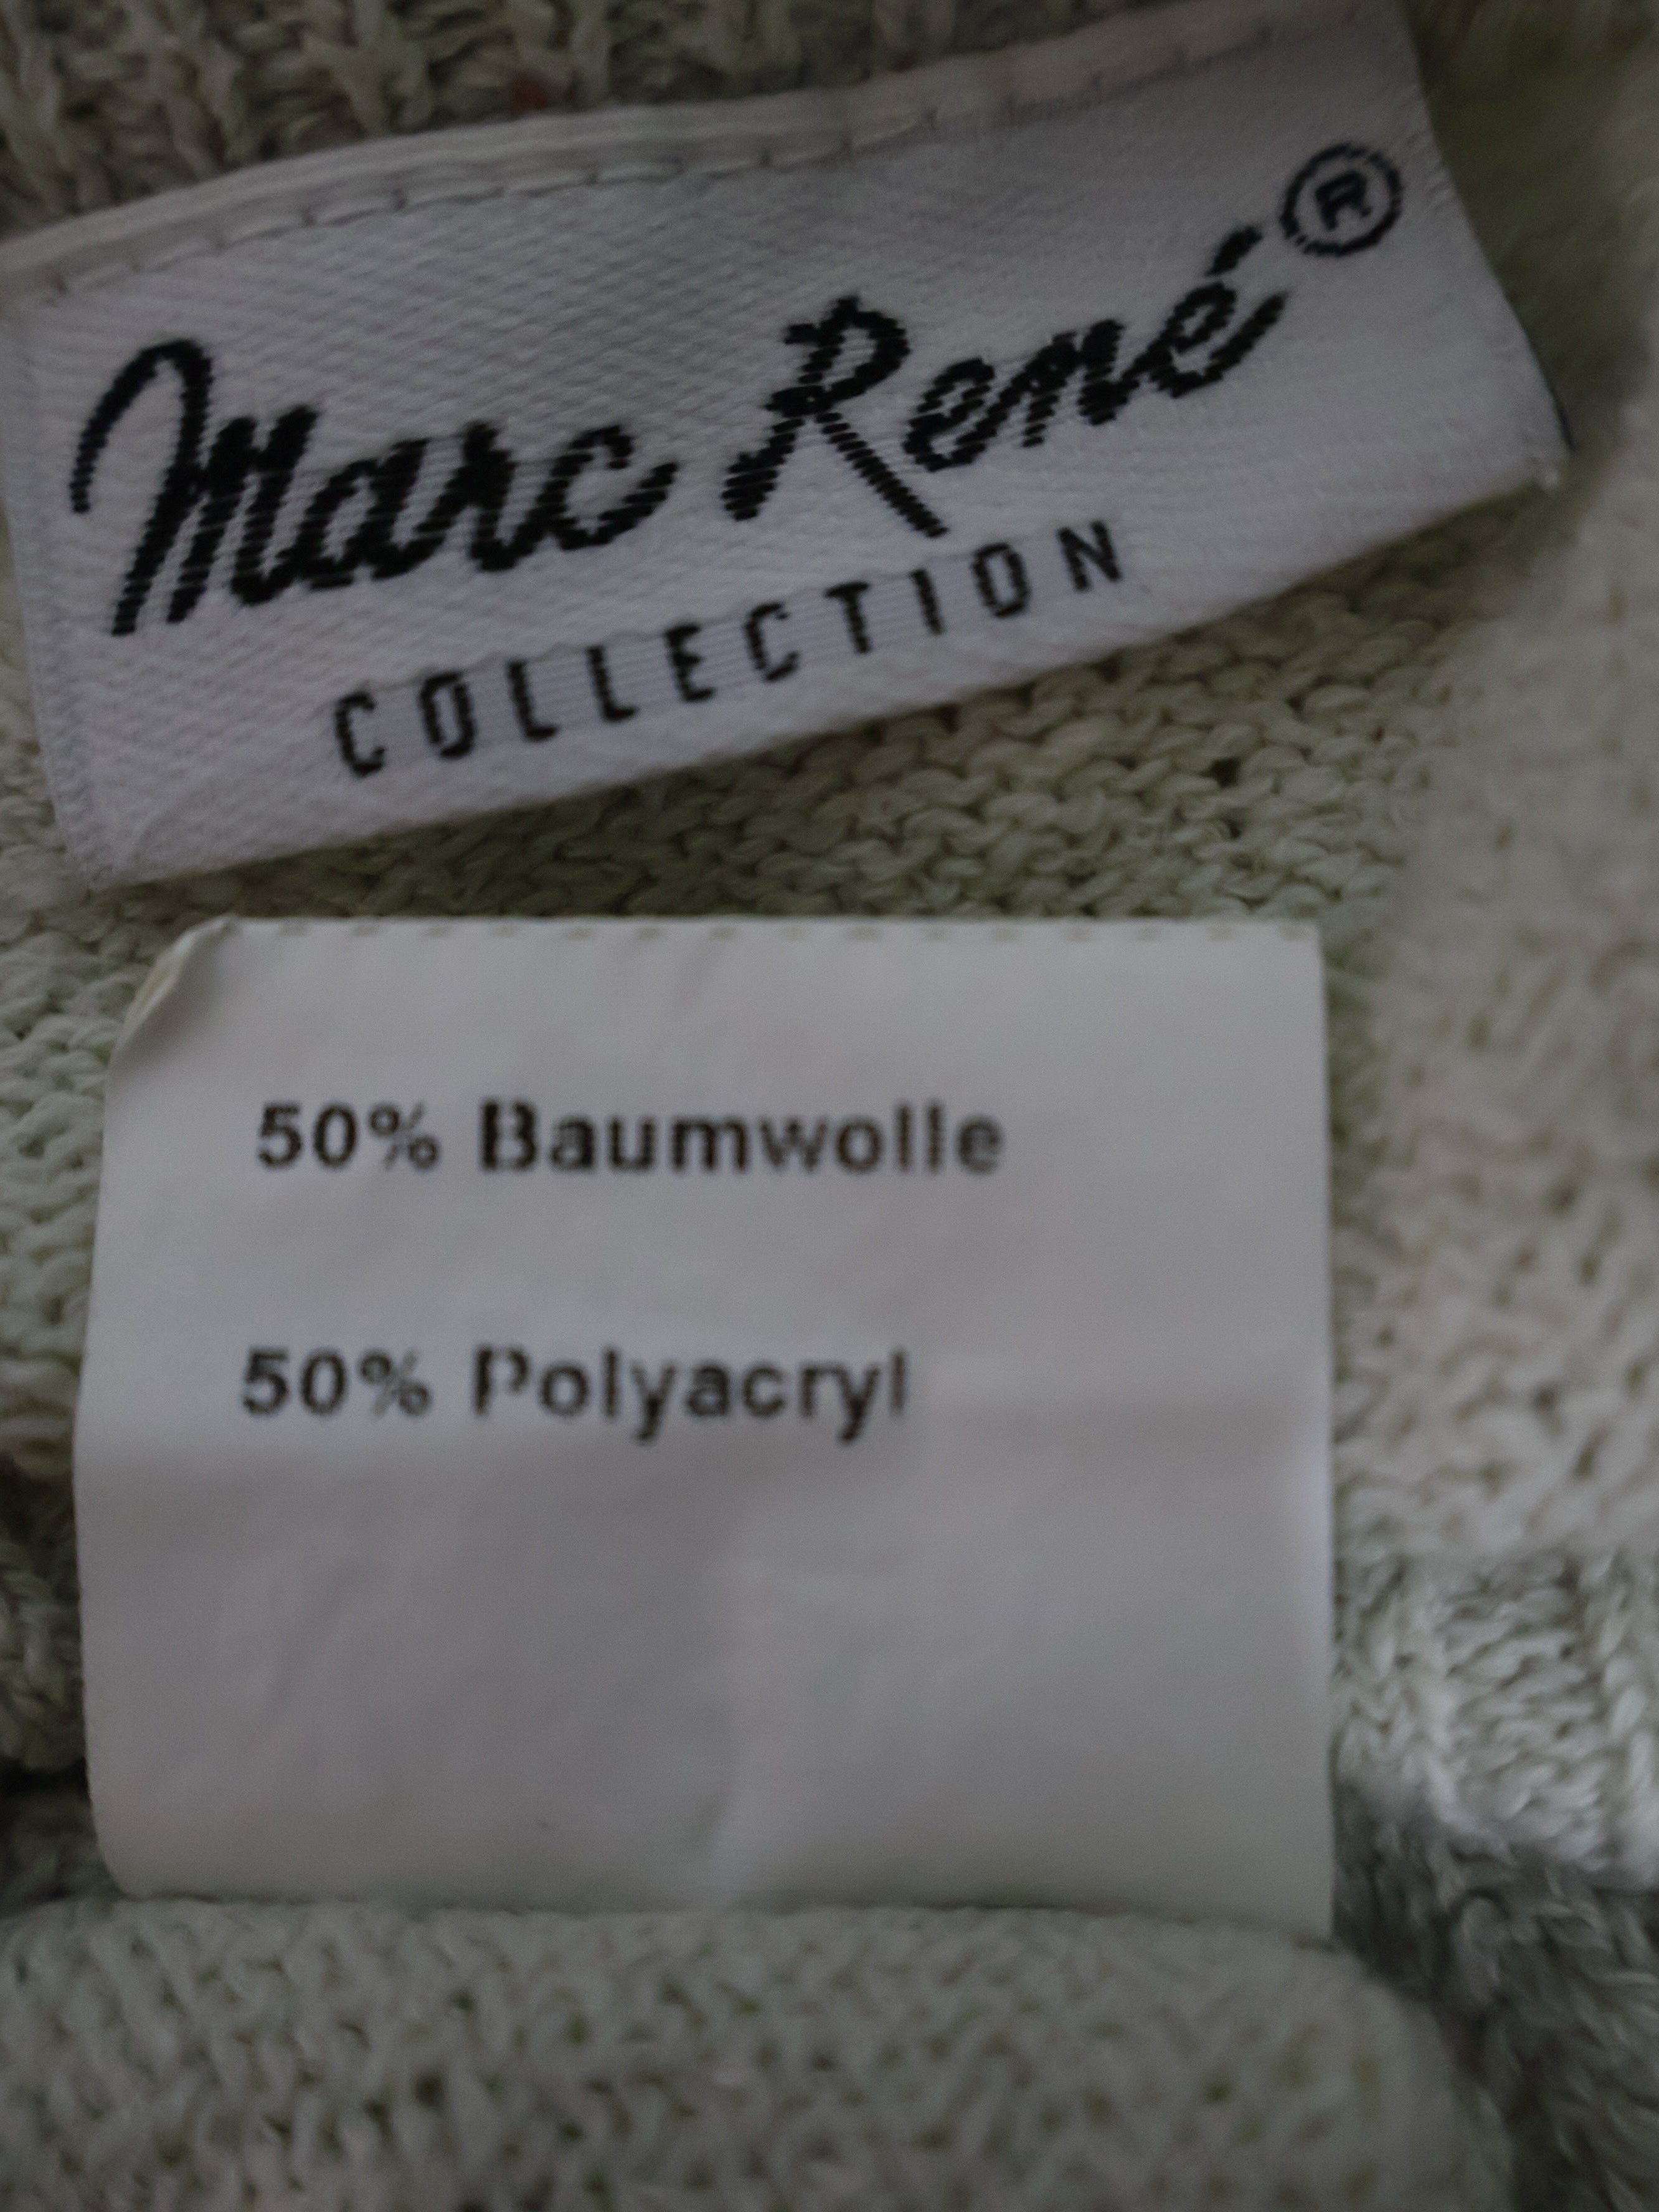 Marc René®
COLLECTION
50% Baumwolle
50% Polyacryl